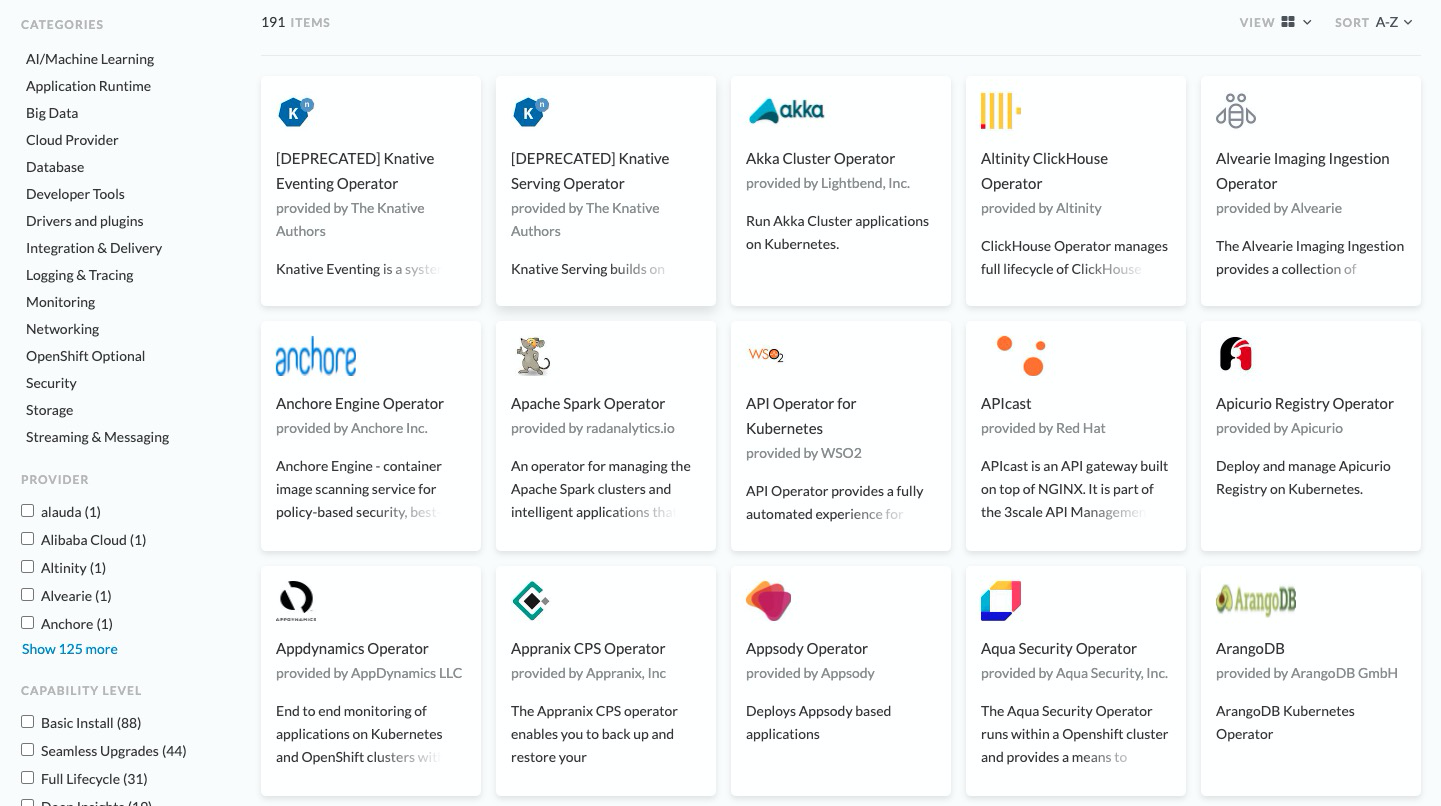 CATEGORIES
AI/Machine Learning
Application Runtime
Big Data
Cloud Provider
Database
Developer Tools
Drivers and plugins
Integration & Delivery
Logging & Tracing
Monitoring
Networking
OpenShift Optional
Security
Storage
Streaming & Messaging
PROVIDER
alauda (1)
Alibaba Cloud (1)
Altinity (1)
Alvearie (1)
Anchore (1)
Show 125 more
CAPABILITY LEVEL
Basic Install (88)
Seamless Upgrades (44)
Full Lifecycle (31)
Deep Insights (19)
191 ITEMS
VIEW
SORT A-Z
K n
[DEPRECATED] Knative
Eventing Operator
provided by The Knative
Authors
Knative Eventing is a system
K n
[DEPRECATED] Knative
Serving Operator
provided by The Knative
Authors
Knative Serving builds on
akka
Akka Cluster Operator
provided by Lightbend, Inc.
Run Akka Cluster applications
on Kubernetes.
Altinity ClickHouse
Operator
provided by Altinity
ClickHouse Operator manages
full lifecycle of ClickHouse
Alvearie Imaging Ingestion
Operator
provided by Alvearie
The Alvearie Imaging Ingestion
provides a collection of
anchore
Anchore Engine Operator
provided by Anchore Inc.
Anchore Engine - container
image scanning service for
policy-based security, best
Apache Spark Operator
provided by radanalytics.io
An operator for managing the
Apache Spark clusters and
intelligent applications that
WSO2
API Operator for
Kubernetes
provided by WSO2
API Operator provides a fully
automated experience for
APIcast
provided by Red Hat
APIcast is an API gateway built
on top of NGINX. It is part of
the 3scale API Management
Apicurio Registry Operator
provided by Apicurio
Deploy and manage Apicurio
Registry on Kubernetes.
APPDYNAMICS
Appdynamics Operator
provided by AppDynamics LLC
End to end monitoring of
applications on Kubernetes
and OpenShift clusters with
Appranix CPS Operator
provided by Appranix, Inc
The Appranix CPS operator
enables you to back up and
restore your
Appsody Operator
provided by Appsody
Deploys Appsody based
applications
Aqua Security Operator
provided by Aqua Security, Inc.
The Aqua Security Operator
runs within a Openshift cluster
and provides a means to
ArangoDB
ArangoDB
provided by ArangoDB GmbH
ArangoDB Kubernetes
Operator